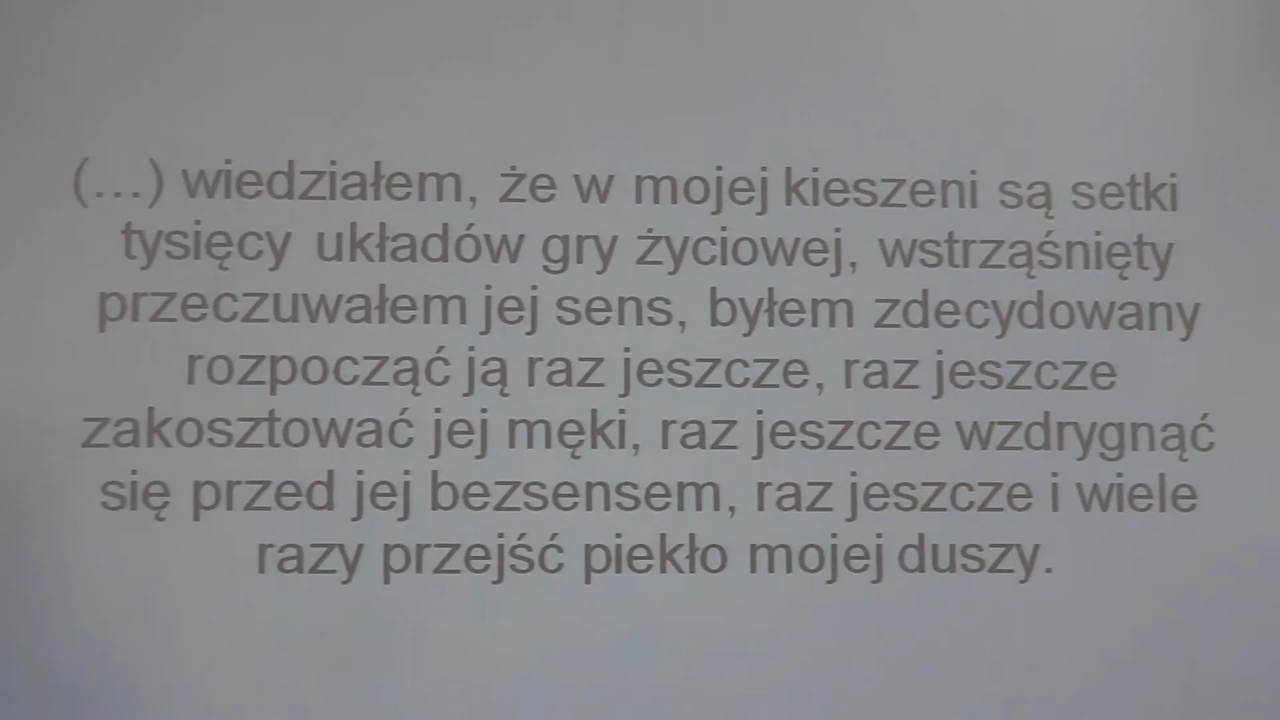 (...) wiedziałem, że w mojej kieszeni są setki
tysięcy układów gry życiowej, wstrząśnięty
przeczuwałem jej sens, byłem zdecydowany
rozpocząć ją raz jeszcze, raz jeszcze
zakosztować jej męki, raz jeszcze wzdrygnąć
się przed jej bezsensem, raz jeszcze i wiele
razy przejść piekło mojej duszy.